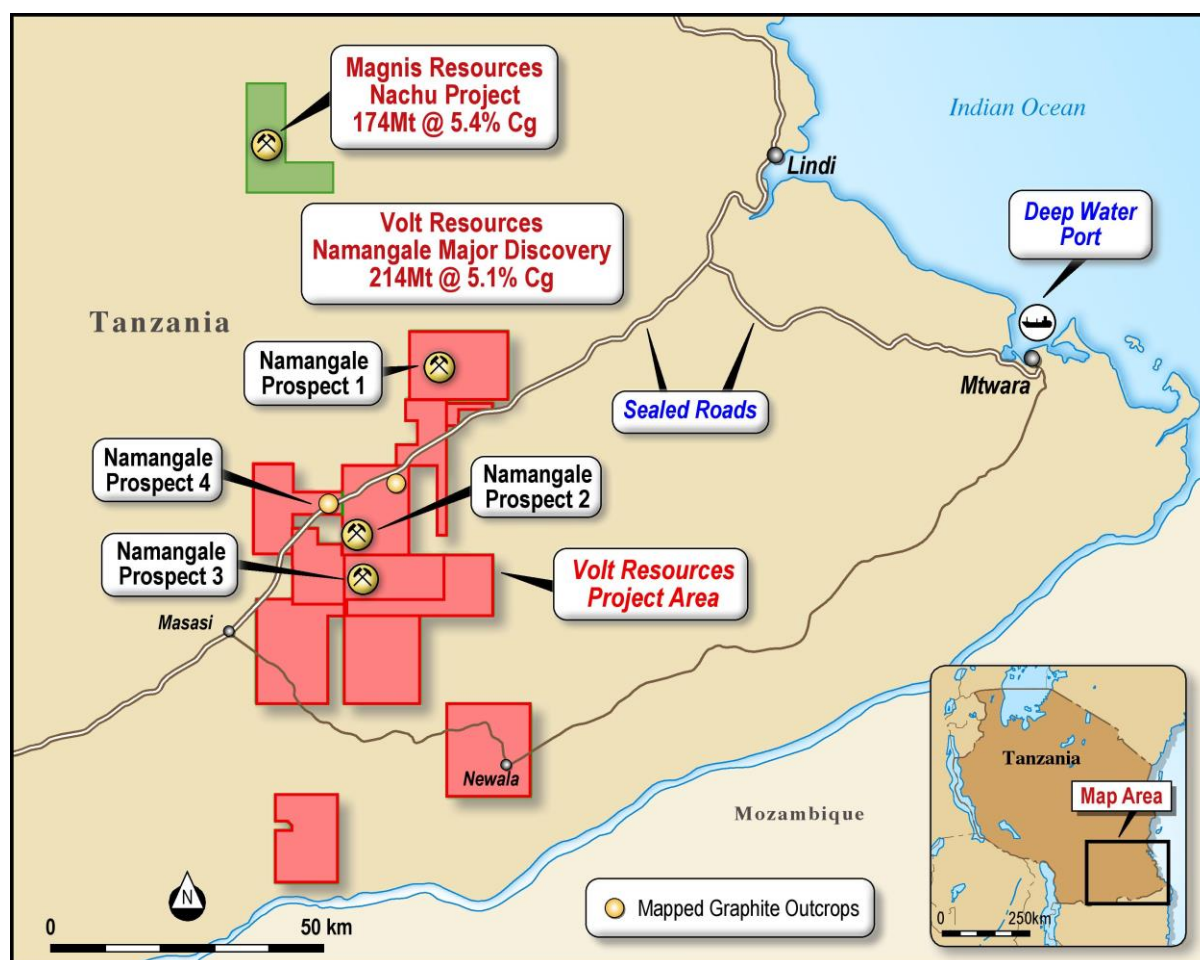 Magnis Resources
Nachu Project
174Mt @ 5.4% Cg
Indian Ocean
Lindi
Volt Resources
Namangale Major Discovery
214Mt @ 5.1% Cg
Deep Water
Port
Tanzania
Namangale
Prospect 1
Mtwara
Sealed Roads
Namangale
Prospect 4
Namangale
Prospect 2
Namangale
Prospect 3
Volt Resources
Project Area
Masasi
Newala
Mozambique
Tanzania
Map Area
0 250km
N
0 50 km
Mapped Graphite Outcrops